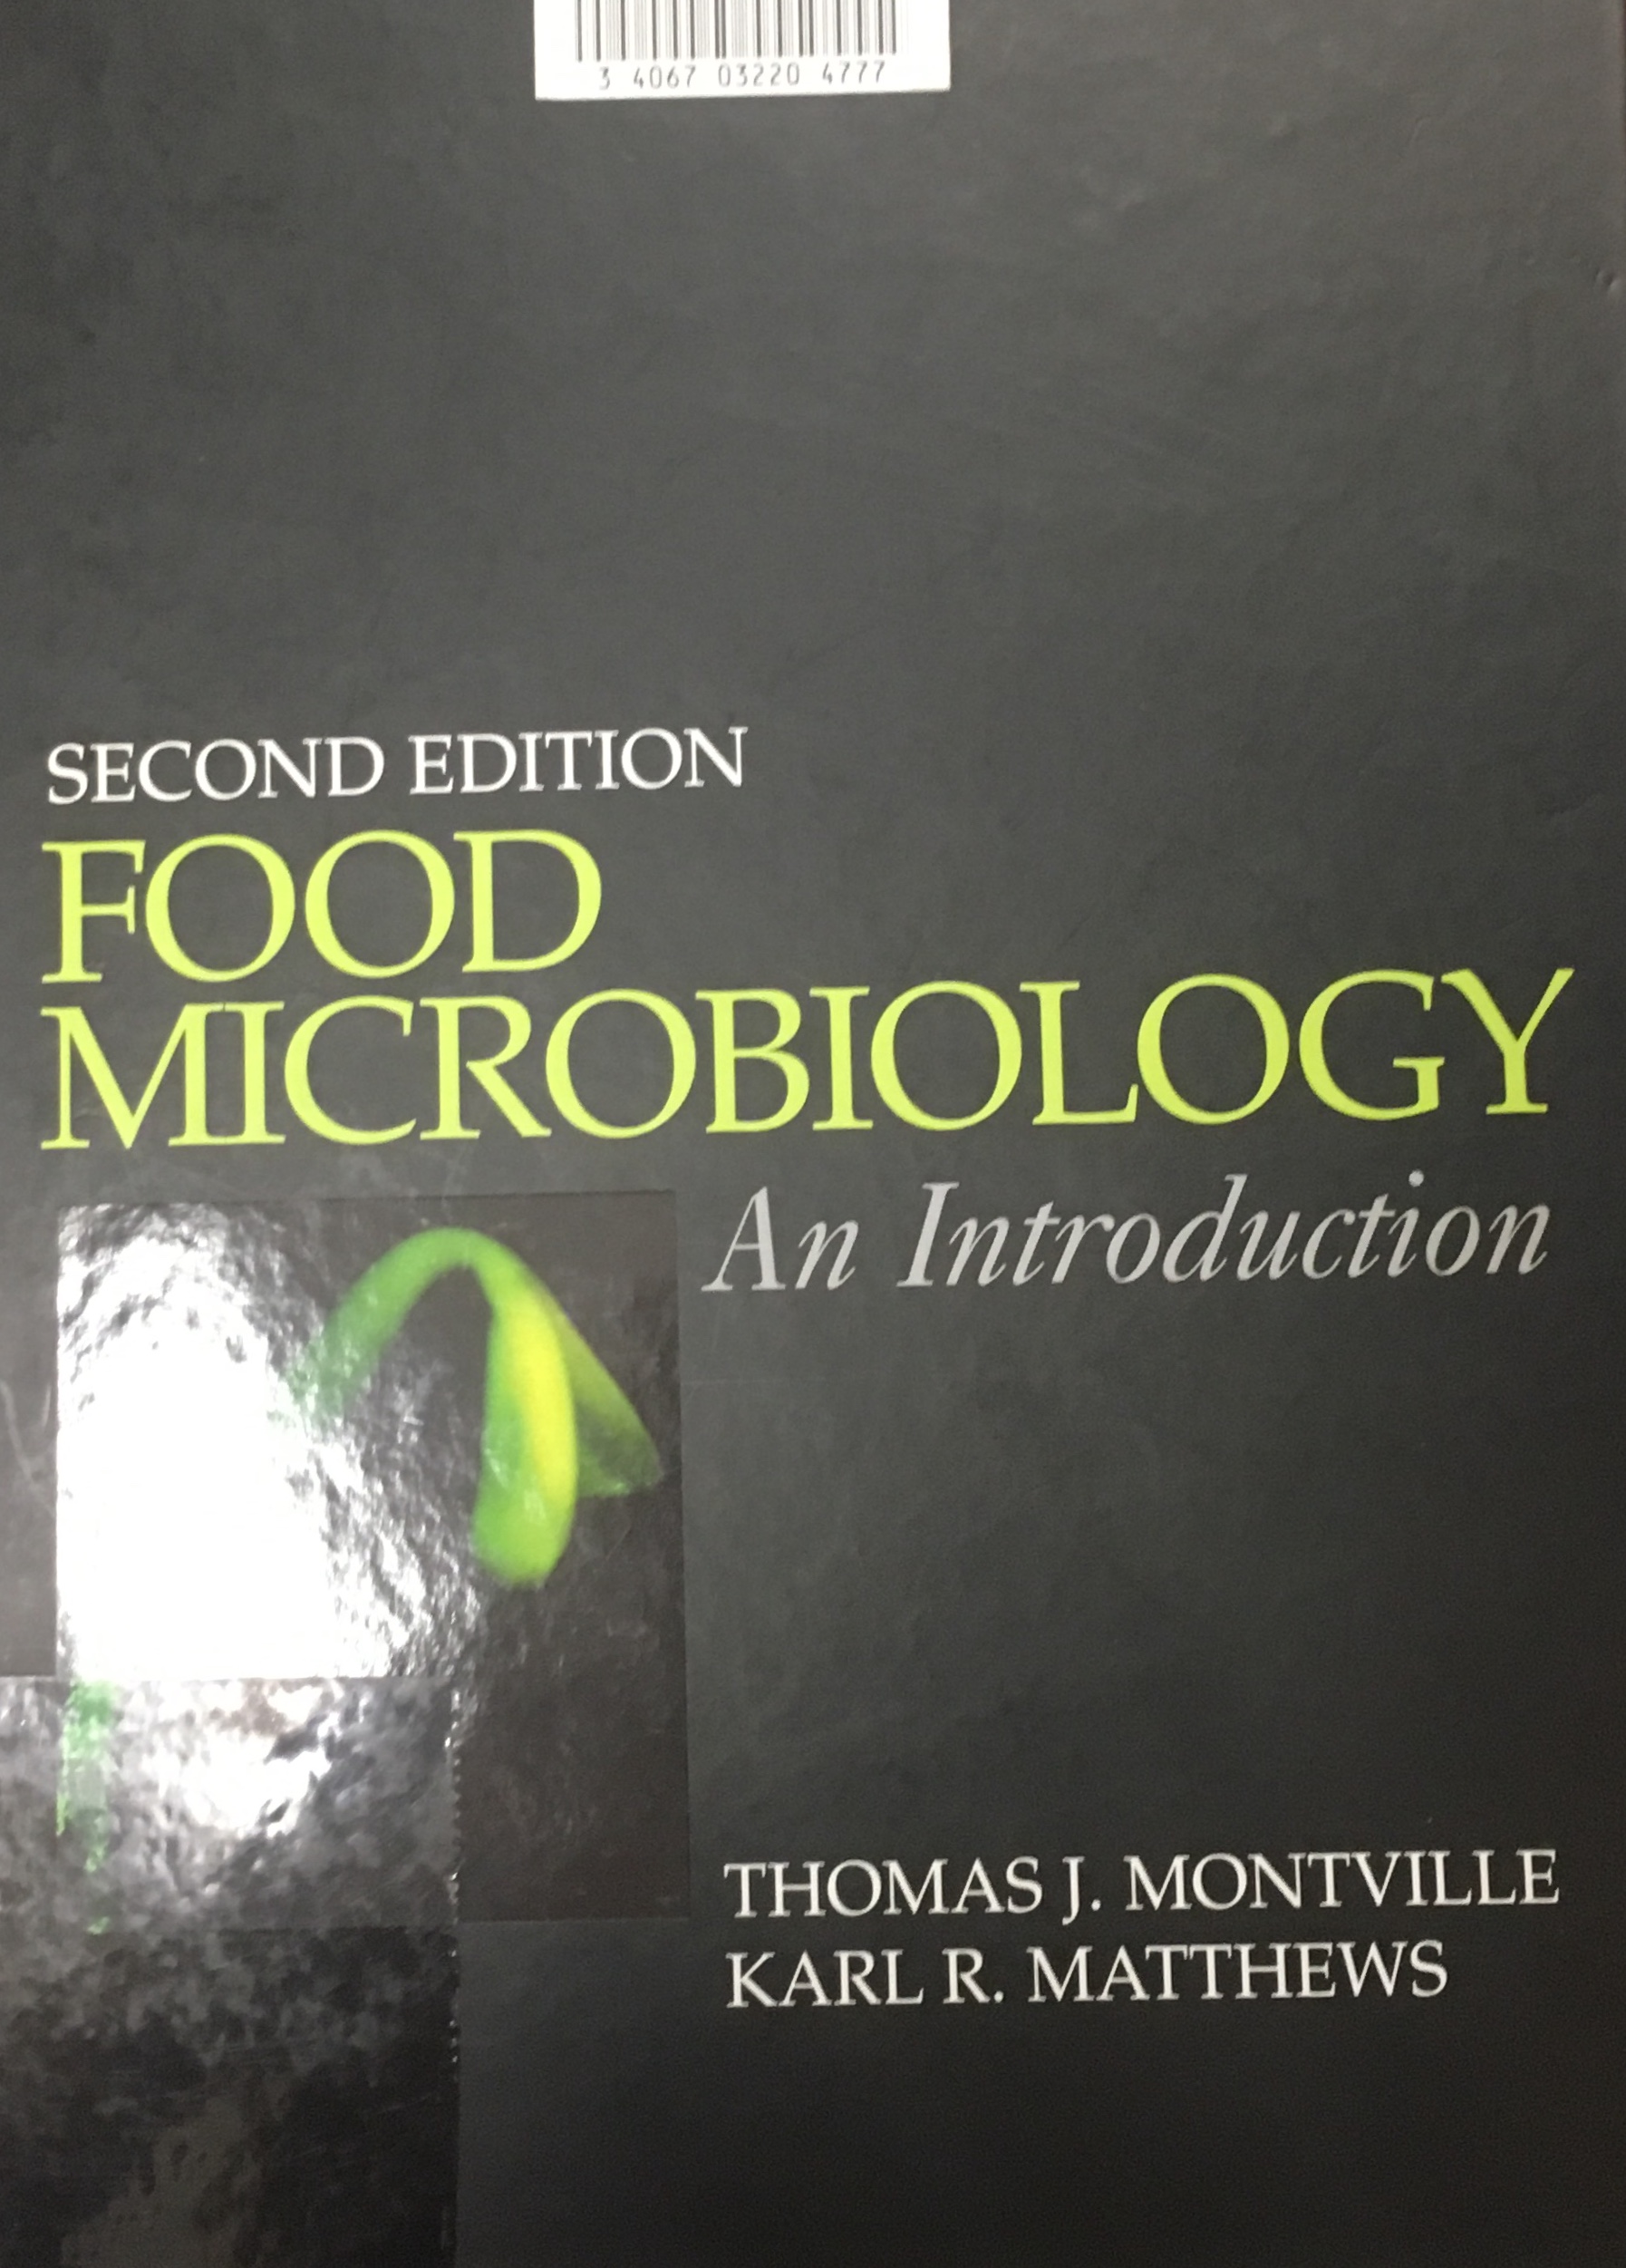 3 4067 03220 4777
SECOND EDITION
FOOD
MICROBIOLOGY
An Introduction
THOMAS J. MONTVILLE
KARL R. MATTHEWS